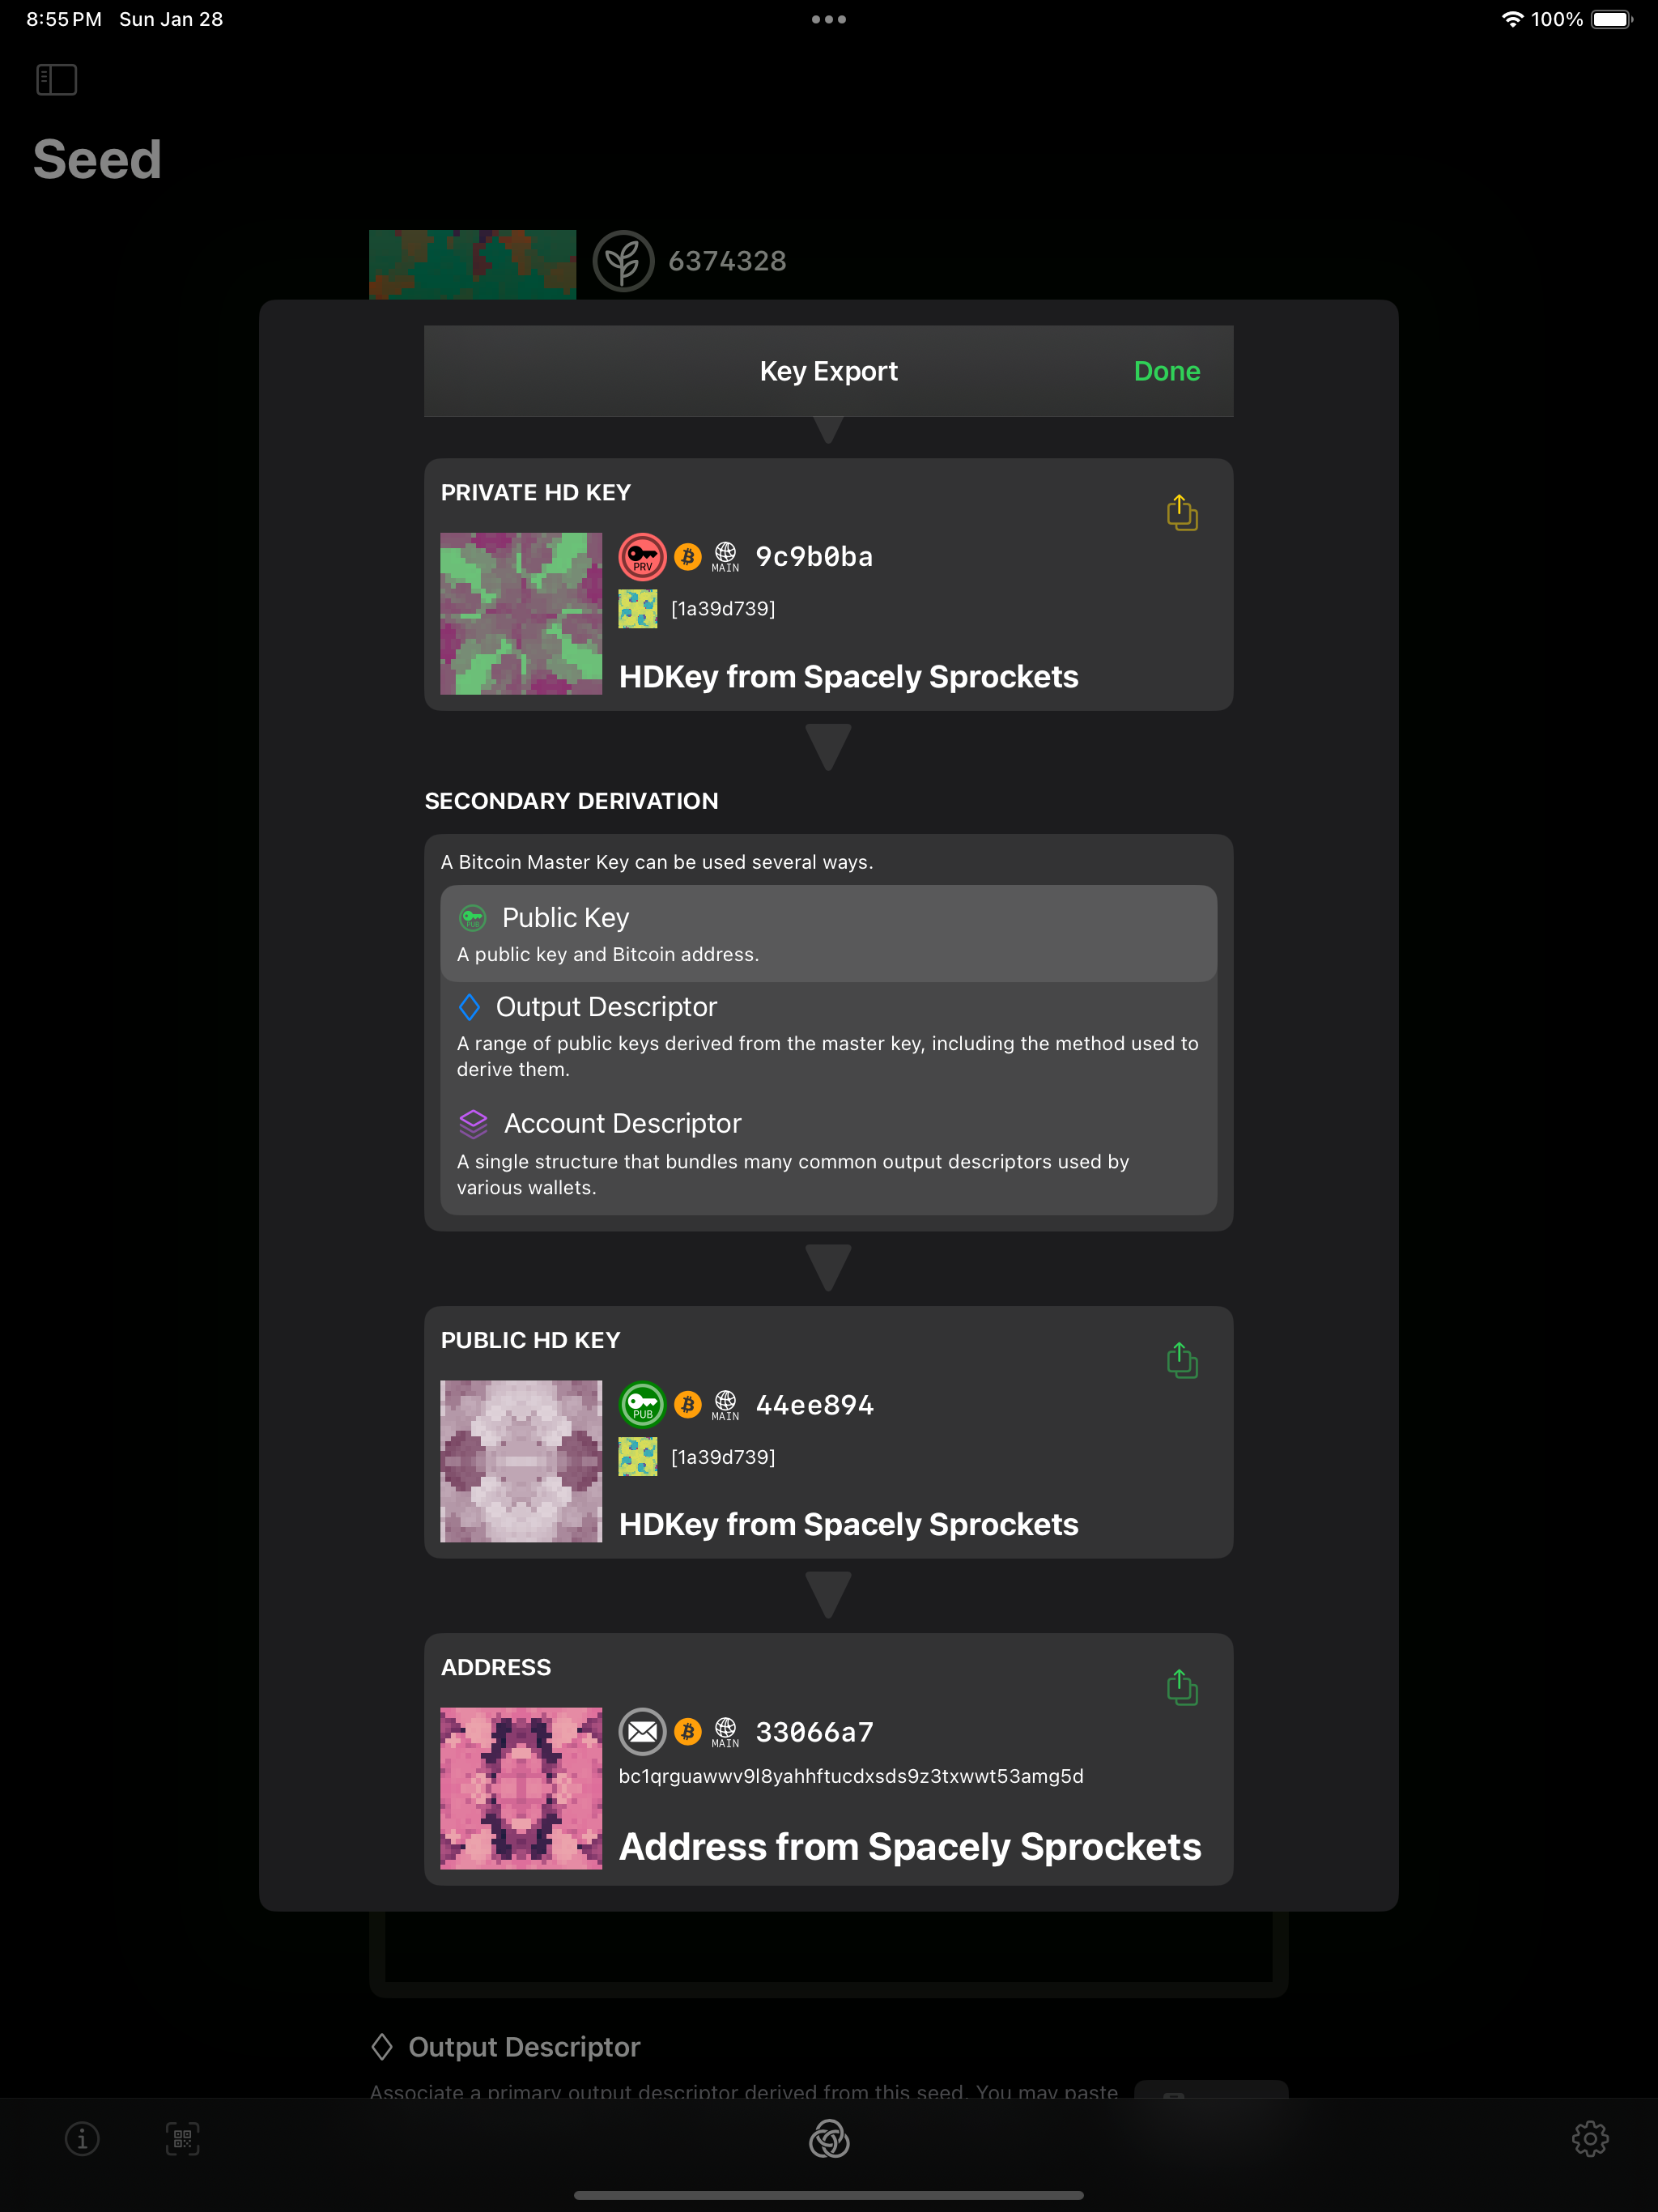 8:55 PM Sun Jan 28
100%
Seed
6374328
Key Export
Done
PRIVATE HD KEY
PRV
MAIN
9c9b0ba
[1a39d739]
HDKey from Spacely Sprockets
SECONDARY DERIVATION
A Bitcoin Master Key can be used several ways.
PUB
Public Key
A public key and Bitcoin address.
Output Descriptor
A range of public keys derived from the master key, including the method used to
derive them.
Account Descriptor
A single structure that bundles many common output descriptors used by
various wallets.
PUBLIC HD KEY
PUB
MAIN
44ee894
[1a39d739]
HDKey from Spacely Sprockets
ADDRESS
MAIN
33066a7
bc1qrguawwv9l8yahhftucdxsds9z3txwwt53amg5d
Address from Spacely Sprockets
Output Descriptor
Associate a primary output descriptor derived from this seed. You may paste